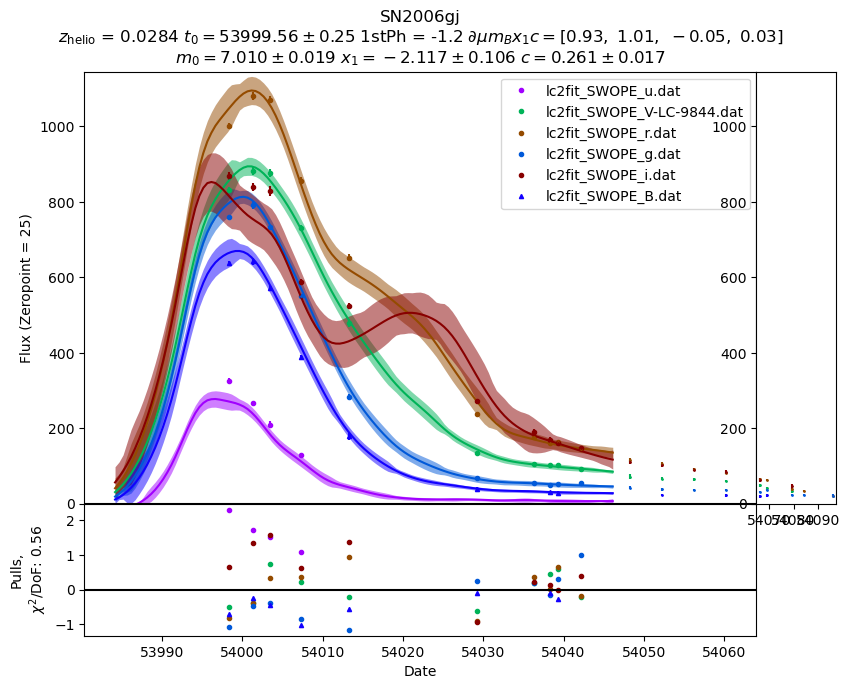 SN2006gj
z_helio = 0.0284 t_0 = 53999.56 ± 0.25 1stPh = -1.2 ∂μm_Bx_1c = [0.93, 1.01, −0.05, 0.03]
m_0 = 7.010 ± 0.019 x_1 = −2.117 ± 0.106 c = 0.261 ± 0.017
lc2fit_SWOPE_u.dat
lc2fit_SWOPE_V-LC-9844.dat
lc2fit_SWOPE_r.dat
lc2fit_SWOPE_g.dat
lc2fit_SWOPE_i.dat
lc2fit_SWOPE_B.dat
Flux (Zeropoint = 25)
1000
800
600
400
200
0
1000
800
600
400
200
0
54070 54080 54090
Pulls,
χ²/DoF: 0.56
2
1
0
−1
53990 54000 54010 54020 54030 54040 54050 54060
Date